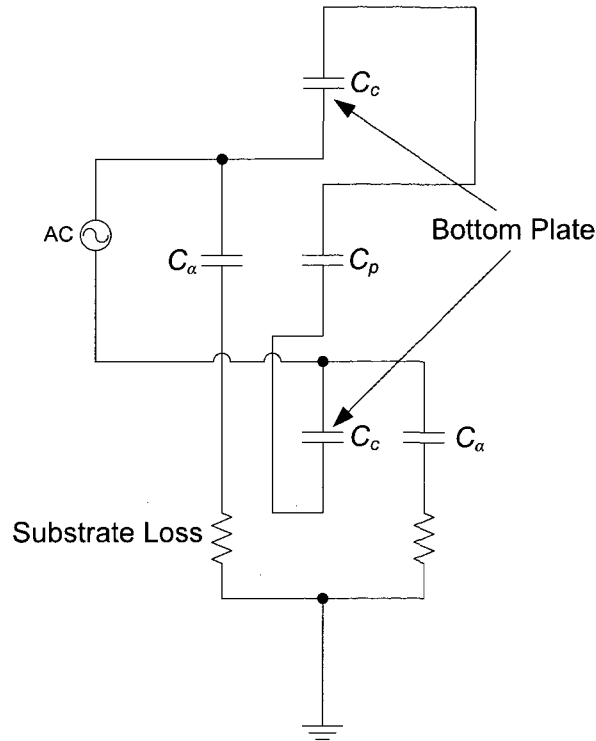 C_c
AC
Bottom Plate
C_α
C_p
C_c
C_α
Substrate Loss